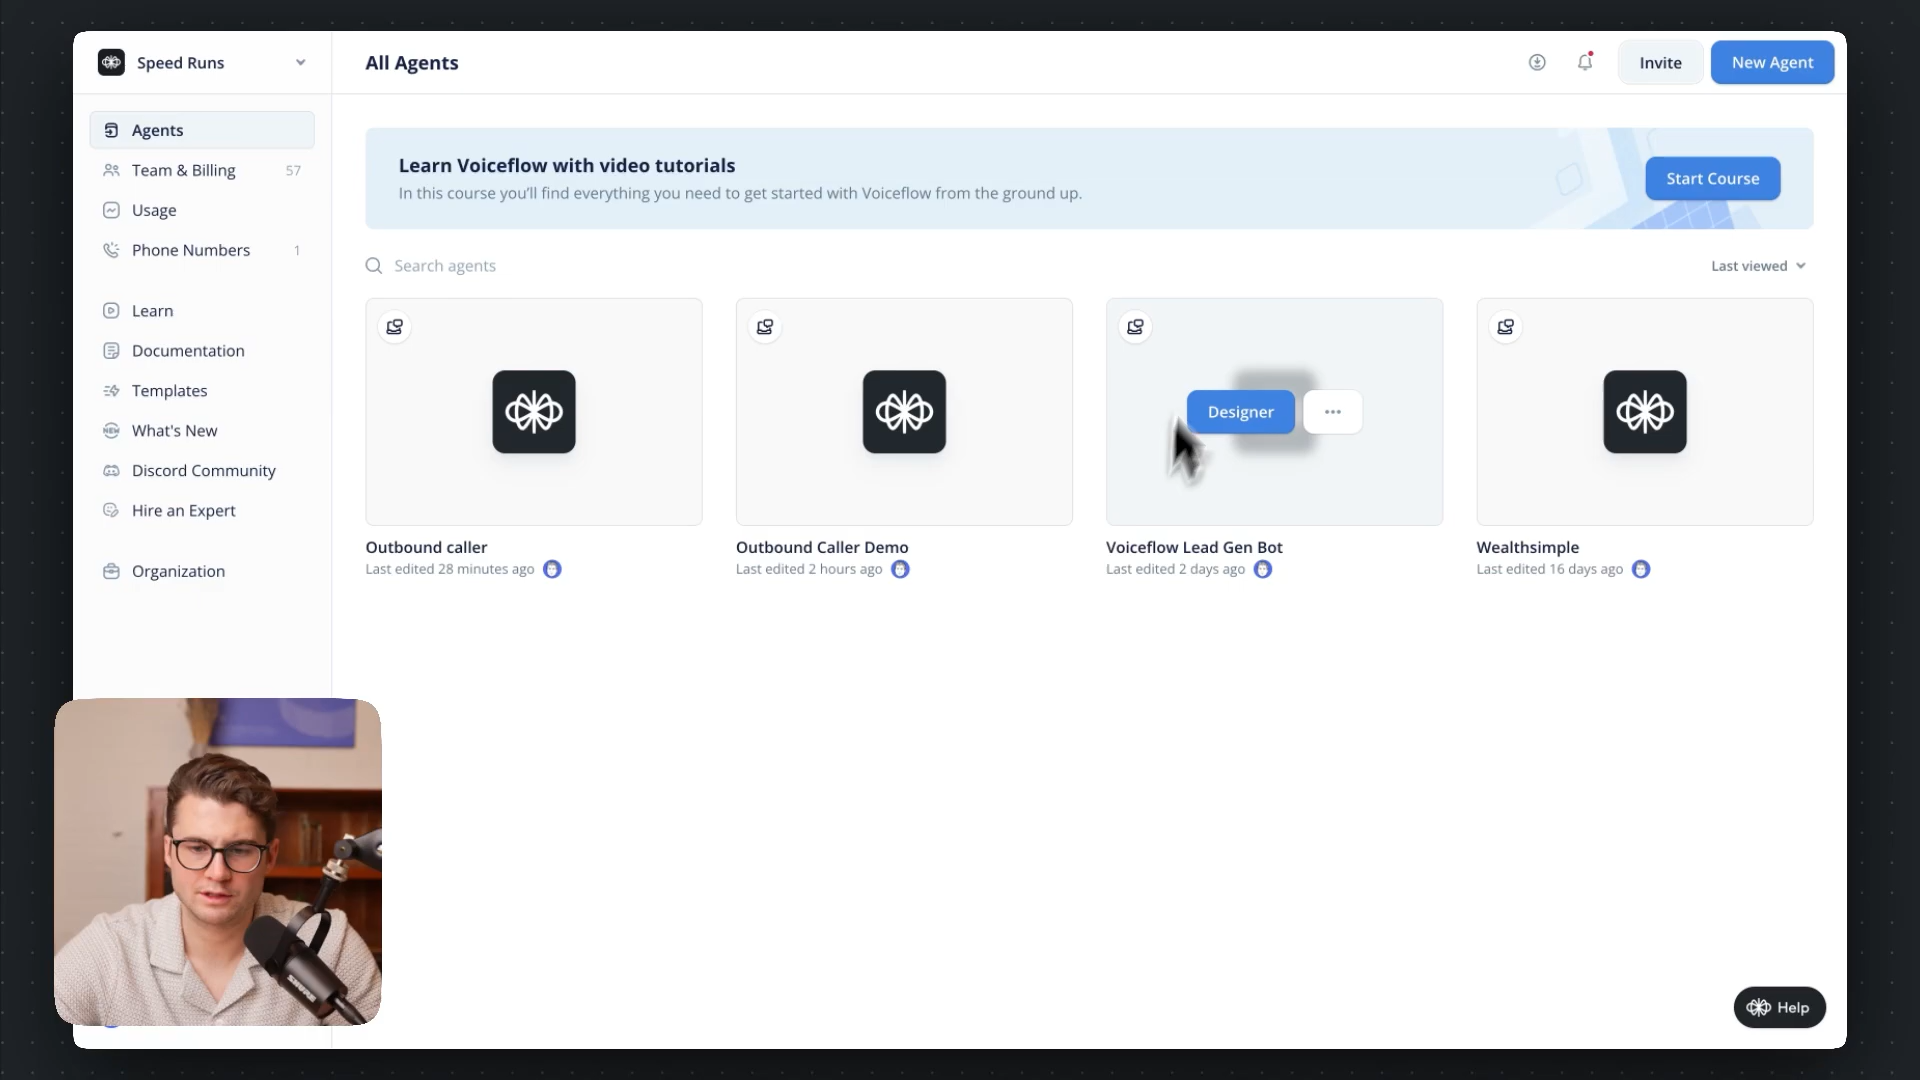 Speed Runs
All Agents
Invite
New Agent
Agents
Team & Billing 57
Usage
Phone Numbers 1
Learn
Documentation
Templates
What's New
Discord Community
Hire an Expert
Organization
Learn Voiceflow with video tutorials
In this course you'll find everything you need to get started with Voiceflow from the ground up.
Start Course
Search agents
Last viewed
Designer
Outbound caller
Last edited 28 minutes ago
Outbound Caller Demo
Last edited 2 hours ago
Voiceflow Lead Gen Bot
Last edited 2 days ago
Wealthsimple
Last edited 16 days ago
SHURE
Help